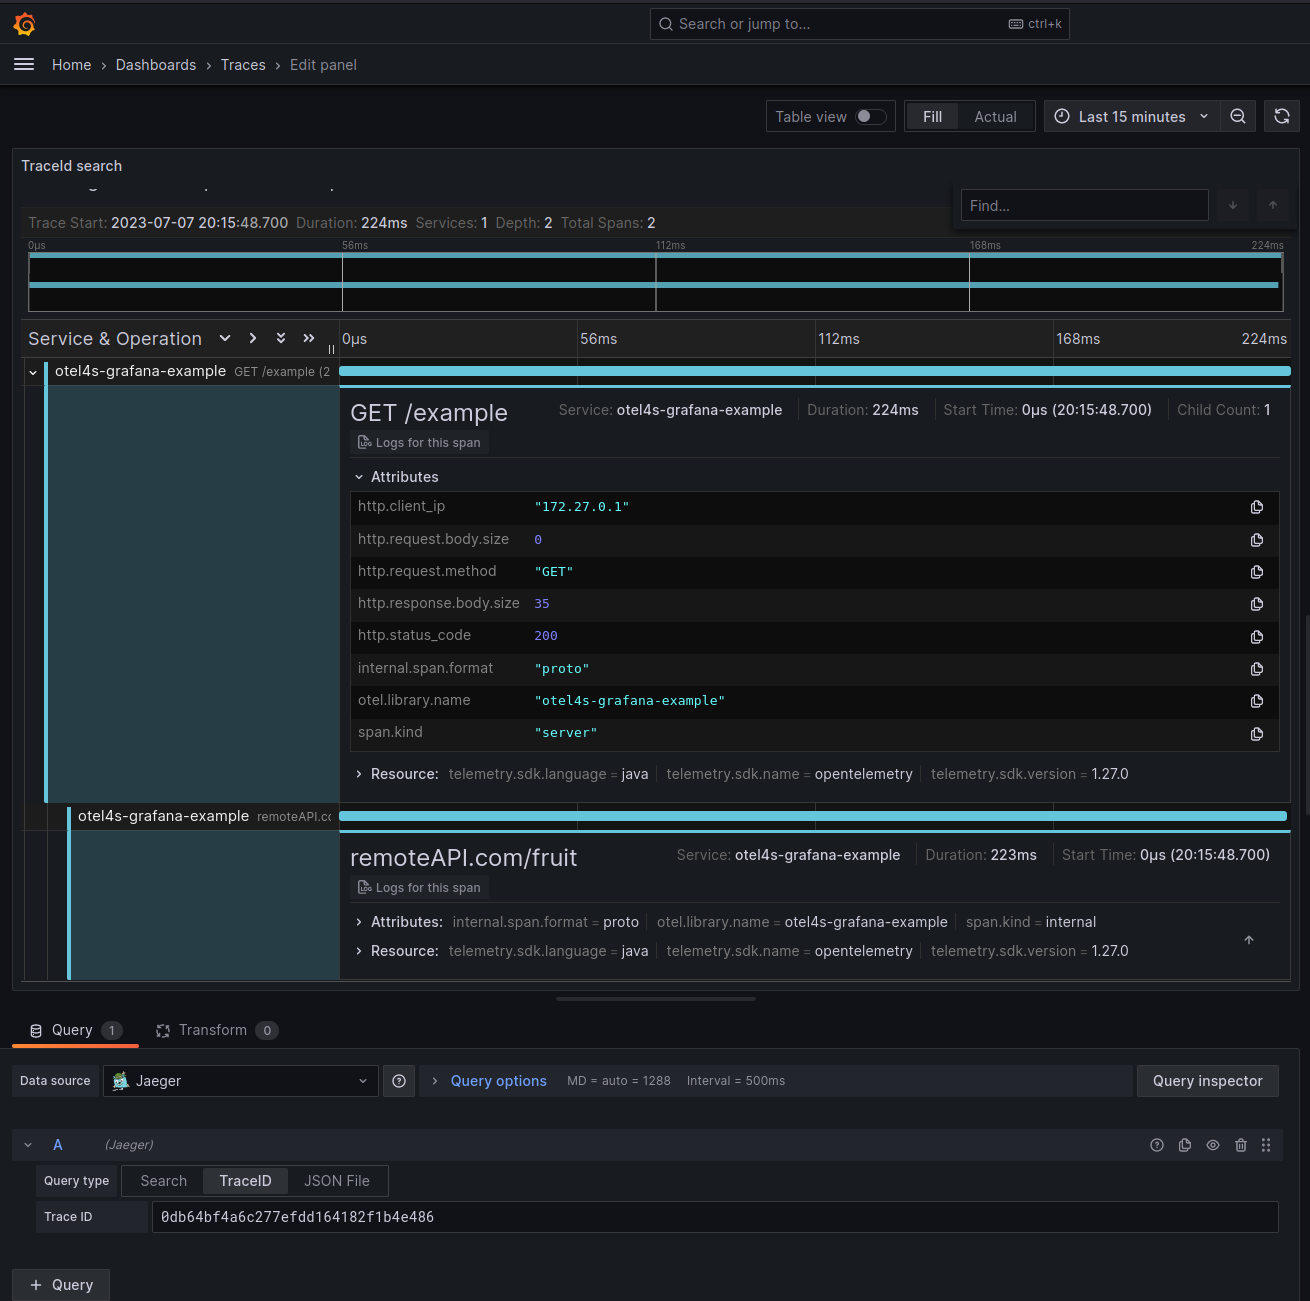 Search or jump to... ctrl+k
Home › Dashboards › Traces › Edit panel
Table view Fill Actual Last 15 minutes
TraceId search
Find...
Trace Start: 2023-07-07 20:15:48.700 Duration: 224ms Services: 1 Depth: 2 Total Spans: 2
0μs 56ms 112ms 168ms 224ms
Service & Operation 0μs 56ms 112ms 168ms 224ms
otel4s-grafana-example GET /example (2
GET /example Service: otel4s-grafana-example Duration: 224ms Start Time: 0μs (20:15:48.700) Child Count: 1
Logs for this span
Attributes
http.client_ip "172.27.0.1"
http.request.body.size 0
http.request.method "GET"
http.response.body.size 35
http.status_code 200
internal.span.format "proto"
otel.library.name "otel4s-grafana-example"
span.kind "server"
Resource: telemetry.sdk.language = java telemetry.sdk.name = opentelemetry telemetry.sdk.version = 1.27.0
otel4s-grafana-example remoteAPI.cc
remoteAPI.com/fruit Service: otel4s-grafana-example Duration: 223ms Start Time: 0μs (20:15:48.700)
Logs for this span
Attributes: internal.span.format = proto otel.library.name = otel4s-grafana-example span.kind = internal
Resource: telemetry.sdk.language = java telemetry.sdk.name = opentelemetry telemetry.sdk.version = 1.27.0
Query 1 Transform 0
Data source Jaeger Query options MD = auto = 1288 Interval = 500ms Query inspector
A (Jaeger)
Query type Search TraceID JSON File
Trace ID 0db64bf4a6c277efdd164182f1b4e486
+ Query